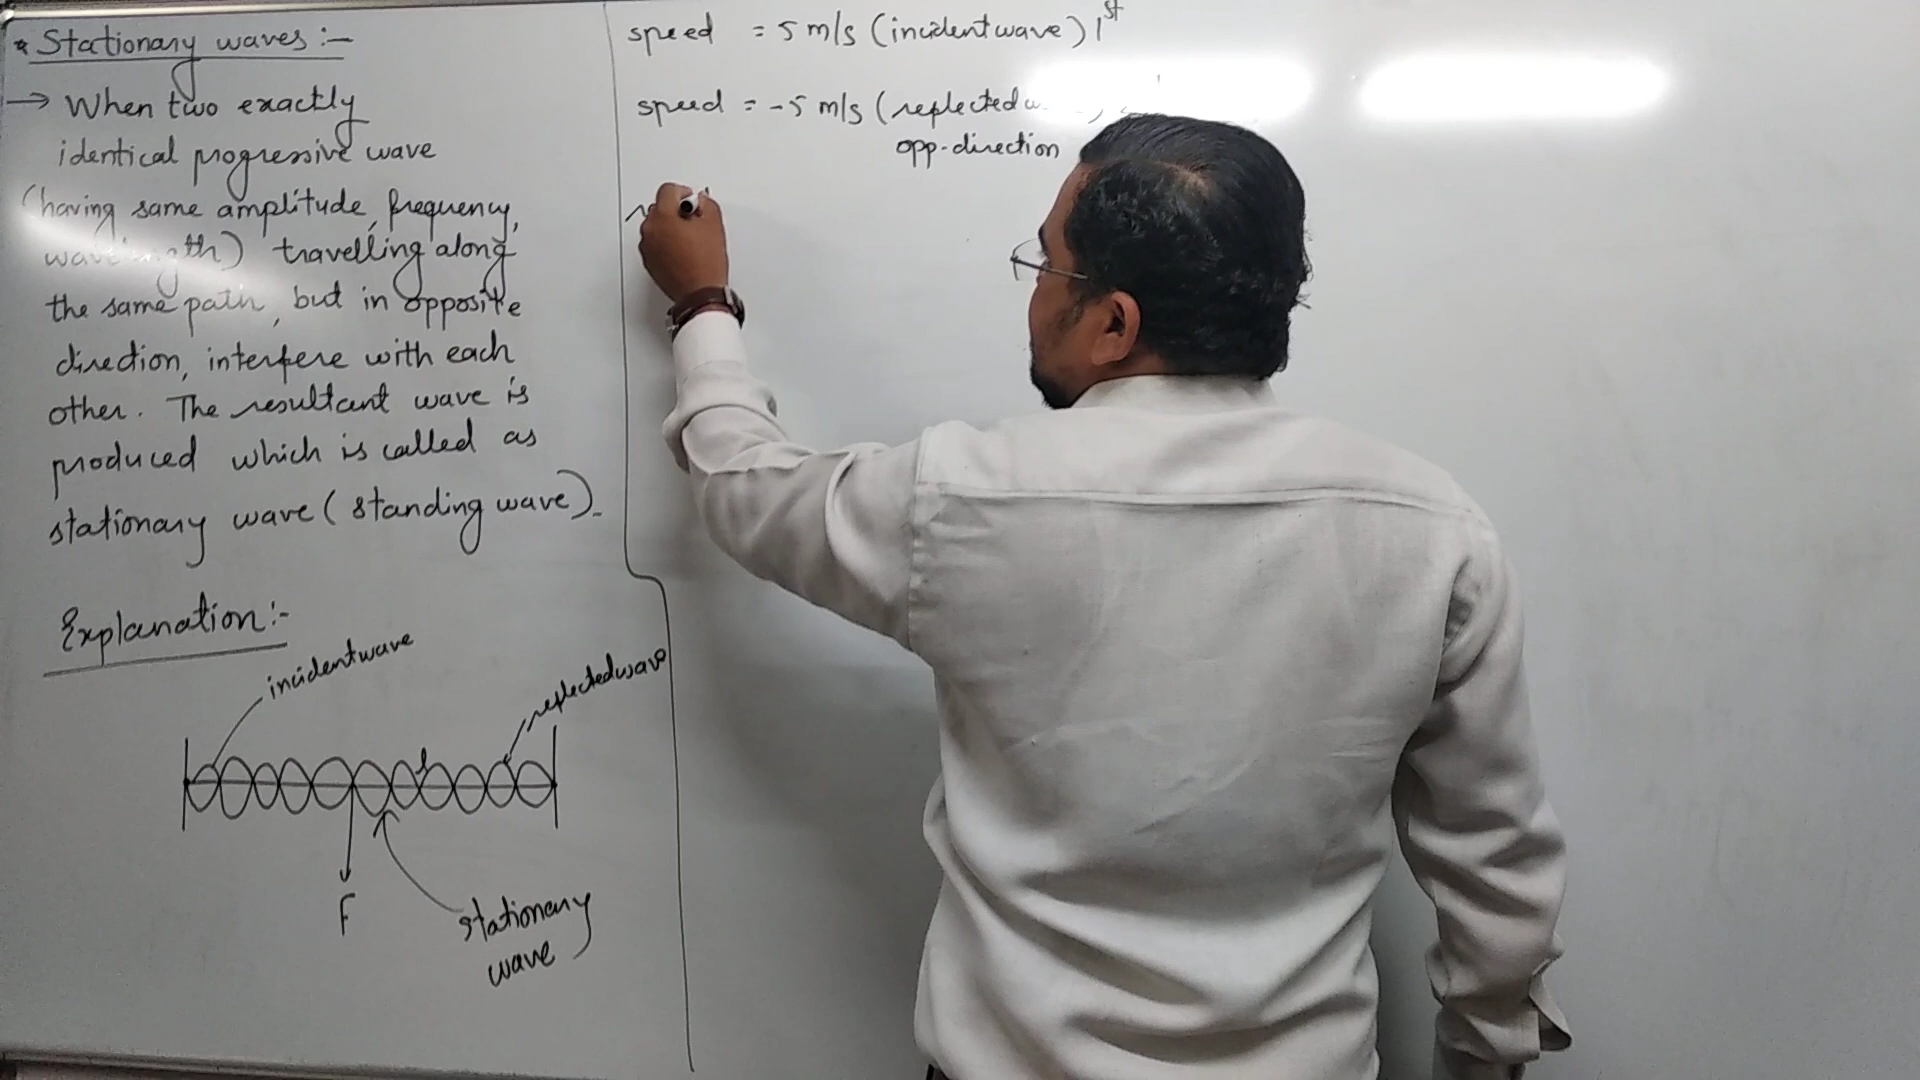 * Stationary waves :-
→ When two exactly
identical progressive wave
(having same amplitude, frequency,
wavelength) travelling along
the same path, but in opposite
direction, interfere with each
other. The resultant wave is
produced which is called as
stationary wave (standing wave).
Explanation:-
incident wave
reflected wave
F
stationary
wave
speed = 5 m/s (incident wave) 1st
speed = -5 m/s (reflected
opp-direction